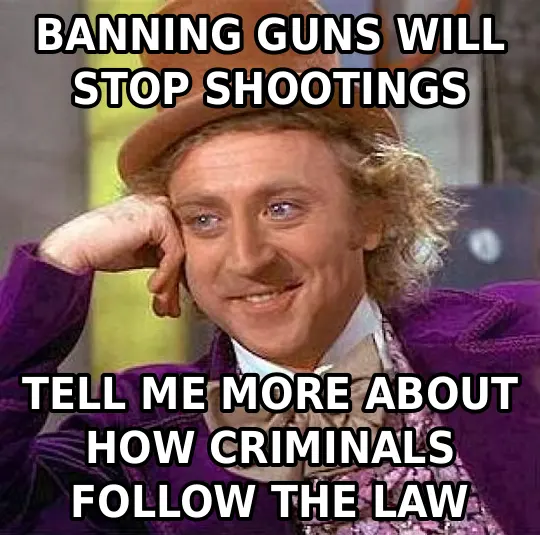 BANNING GUNS WILL
STOP SHOOTINGS
TELL ME MORE ABOUT
HOW CRIMINALS
FOLLOW THE LAW